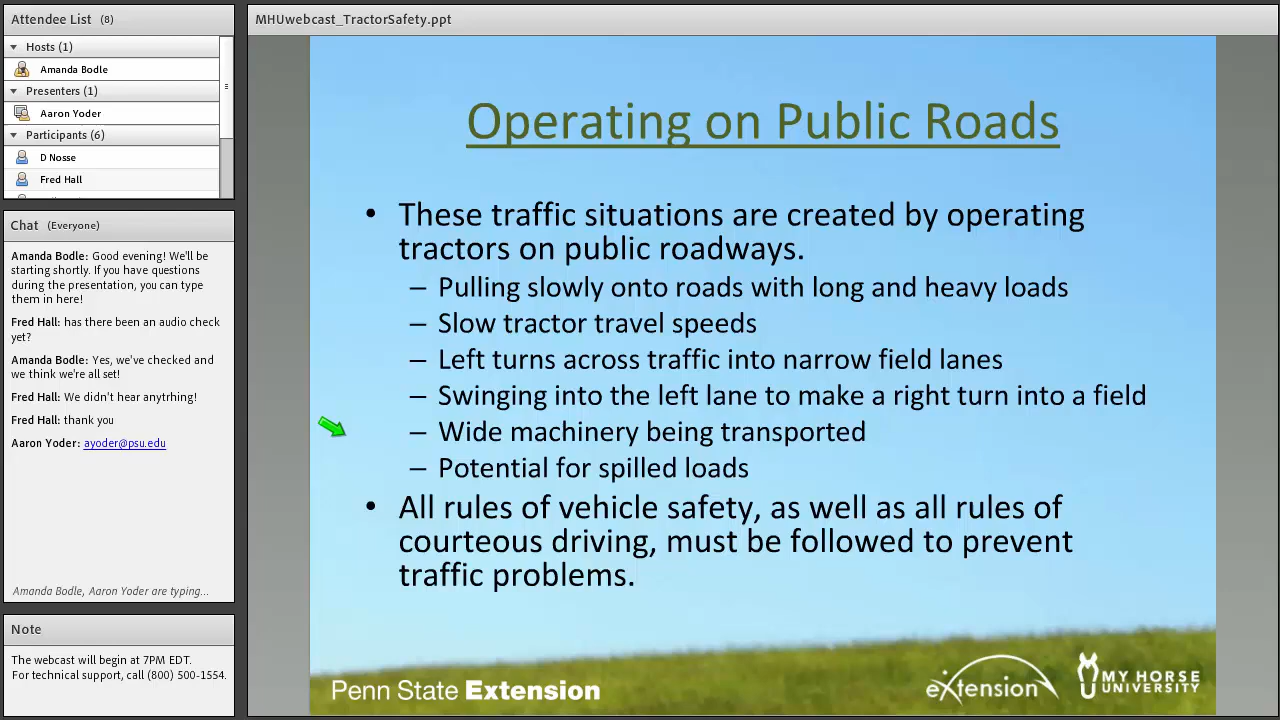 Attendee List (8)
Hosts (1)
Amanda Bodle
Presenters (1)
Aaron Yoder
Participants (6)
D Nosse
Fred Hall
Chat (Everyone)
Amanda Bodle: Good evening! We'll be
starting shortly. If you have questions
during the presentation, you can type
them in here!
Fred Hall: has there been an audio check
yet?
Amanda Bodle: Yes, we've checked and
we think we're all set!
Fred Hall: We didn't hear anytrhing!
Fred Hall: thank you
Aaron Yoder: ayoder@psu.edu
Amanda Bodle, Aaron Yoder are typing...
Note
The webcast will begin at 7PM EDT.
For technical support, call (800) 500-1554.
MHUwebcast_TractorSafety.ppt
Operating on Public Roads
• These traffic situations are created by operating
tractors on public roadways.
– Pulling slowly onto roads with long and heavy loads
– Slow tractor travel speeds
– Left turns across traffic into narrow field lanes
– Swinging into the left lane to make a right turn into a field
– Wide machinery being transported
– Potential for spilled loads
• All rules of vehicle safety, as well as all rules of
courteous driving, must be followed to prevent
traffic problems.
Penn State Extension
eXtension
MY HORSE
UNIVERSITY